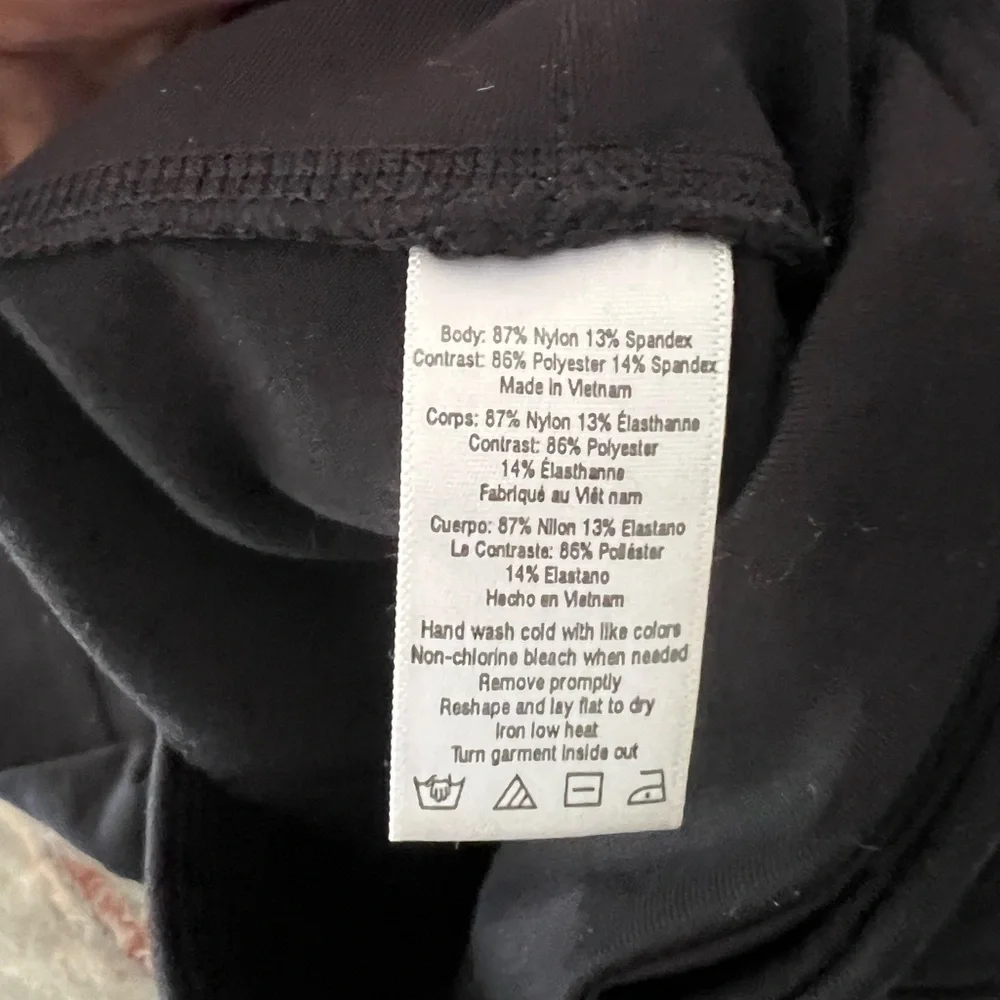 Body: 87% Nylon 13% Spandex
Contrast: 86% Polyester 14% Spandex
Made In Vietnam
Corps: 87% Nylon 13% Élasthanne
Contrast: 86% Polyester
14% Élasthanne
Fabriqué au Viêt nam
Cuerpo: 87% Nilon 13% Elastano
Le Contraste: 86% Poliéster
14% Elastano
Hecho en Vietnam
Hand wash cold with like colors
Non-chlorine bleach when needed
Remove promptly
Reshape and lay flat to dry
Iron low heat
Turn garment inside out